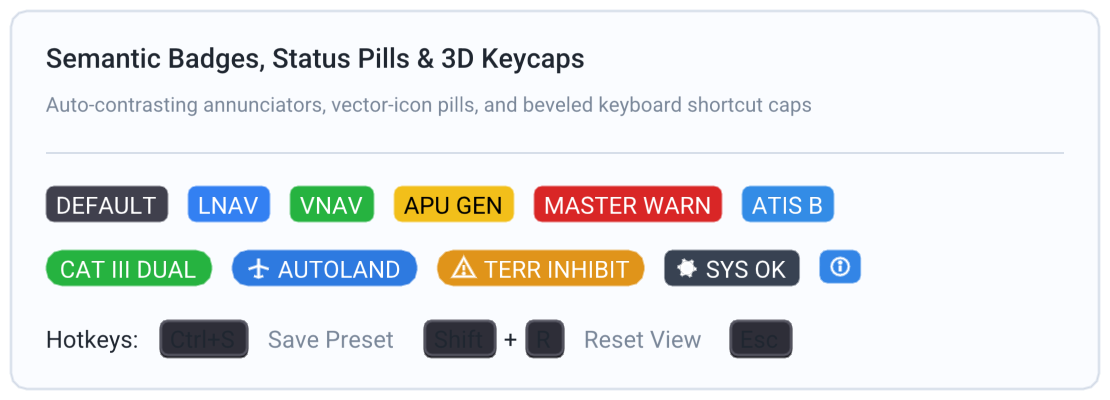 Semantic Badges, Status Pills & 3D Keycaps
Auto-contrasting annunciators, vector-icon pills, and beveled keyboard shortcut caps
DEFAULT LNAV VNAV APU GEN MASTER WARN ATIS B
CAT III DUAL AUTOLAND TERR INHIBIT SYS OK
Hotkeys: Ctrl+S Save Preset Shift + R Reset View Esc